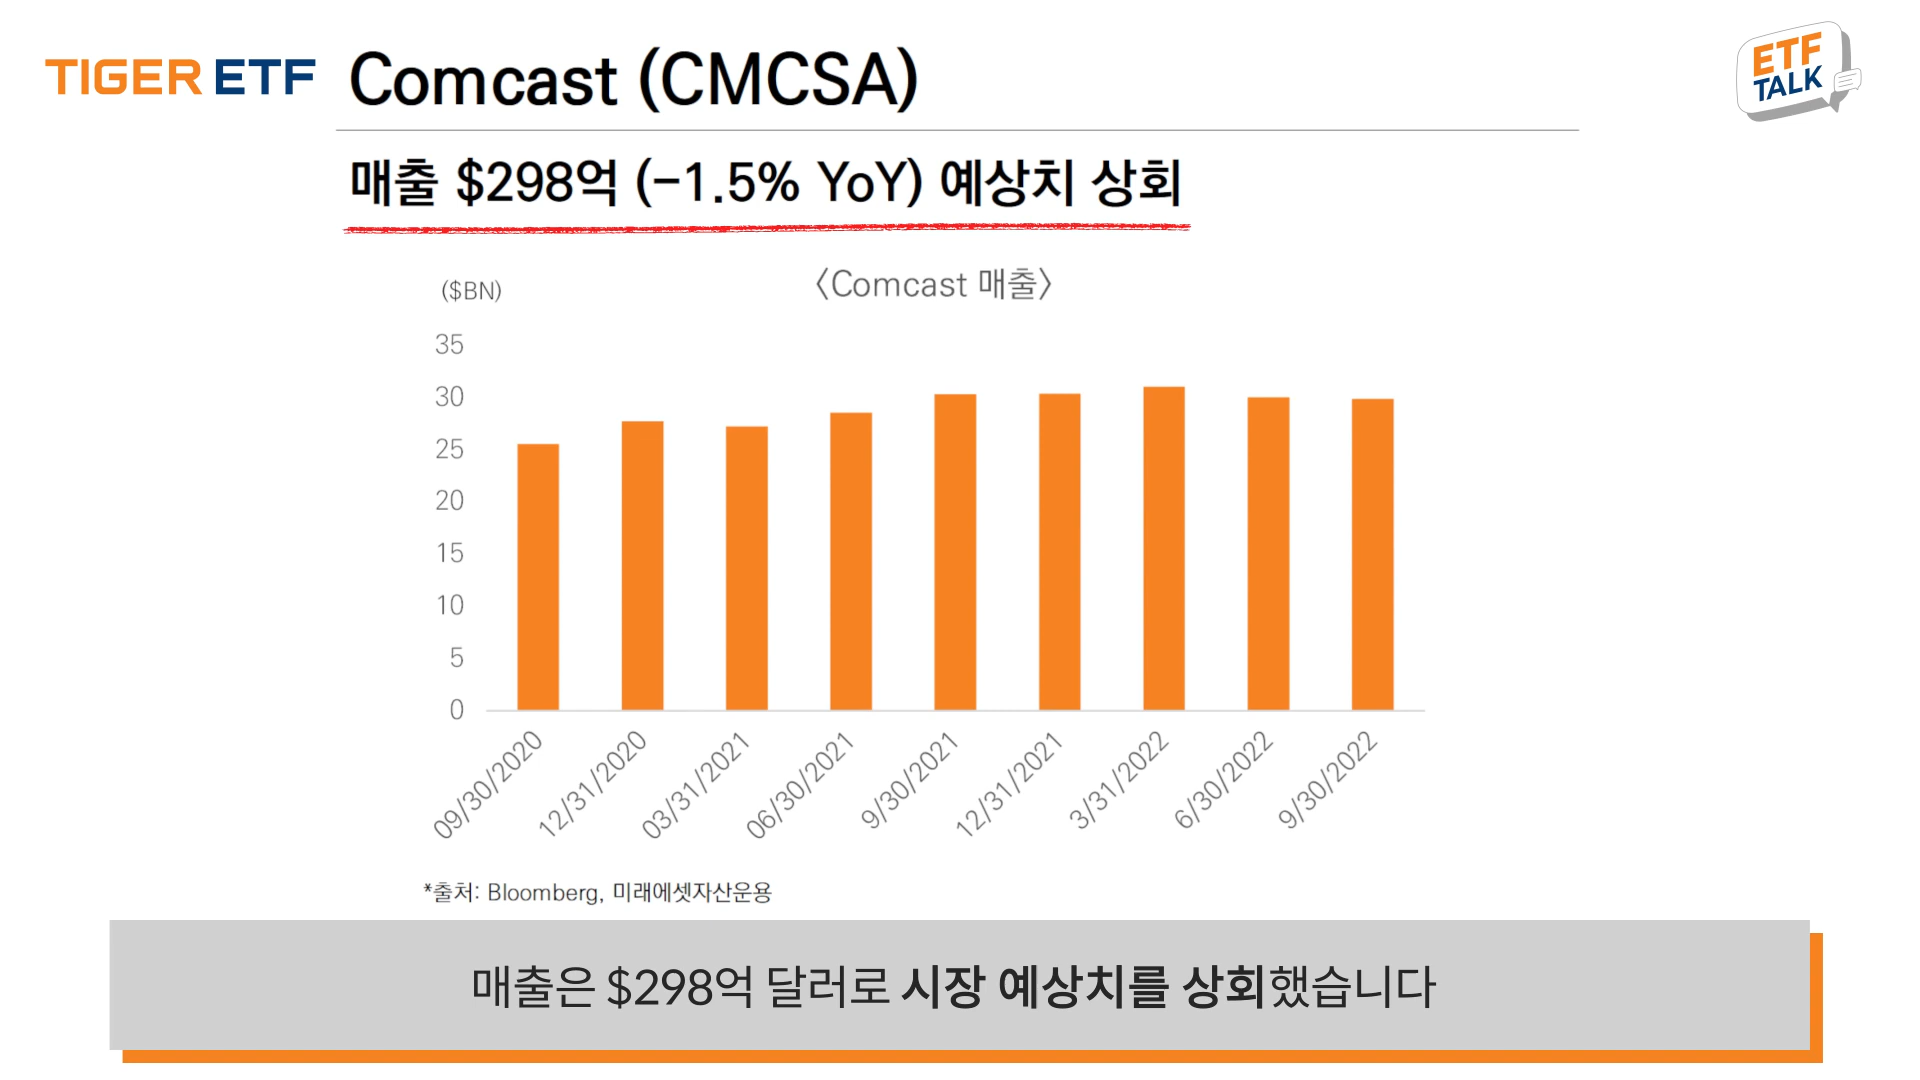 TIGER ETF
Comcast (CMCSA)
ETF
TALK
매출 $298억 (-1.5% YoY) 예상치 상회
($BN)
〈Comcast 매출〉
35
30
25
20
15
10
5
0
09/30/2020
12/31/2020
03/31/2021
06/30/2021
9/30/2021
12/31/2021
3/31/2022
6/30/2022
9/30/2022
*출처: Bloomberg, 미래에셋자산운용
매출은 $298억 달러로 시장 예상치를 상회했습니다